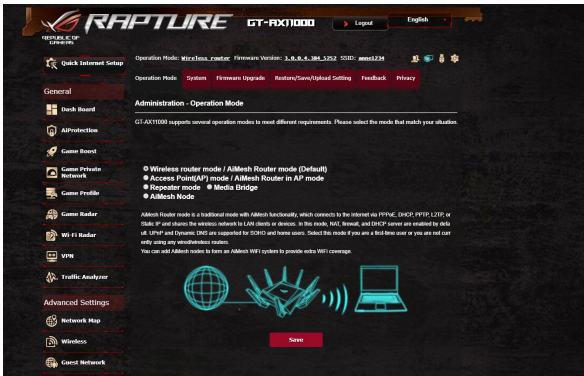 REPUBLIC OF
GAMERS
RAPTURE GT-AX11000 Logout English
Quick Internet Setup
Operation Mode: Wireless router Firmware Version: 3.0.0.4.384_5252 SSID: anne1234
Operation Mode System Firmware Upgrade Restore/Save/Upload Setting Feedback Privacy
General
Dash Board
AiProtection
Game Boost
Game Private
Network
Game Profile
Game Radar
Wi-Fi Radar
VPN
Traffic Analyzer
Advanced Settings
Network Map
Wireless
Guest Network
Administration - Operation Mode
GT-AX11000 supports several operation modes to meet different requirements. Please select the mode that match your situation.
Wireless router mode / AiMesh Router mode (Default)
Access Point(AP) mode / AiMesh Router in AP mode
Repeater mode Media Bridge
AiMesh Node
AiMesh Router mode is a traditional mode with AiMesh functionality, which connects to the Internet via PPPoE, DHCP, PPTP, L2TP, or
Static IP and shares the wireless network to LAN clients or devices. In this mode, NAT, firewall, and DHCP server are enabled by defa
ult. UPnP and Dynamic DNS are supported for SOHO and home users. Select this mode if you are a first-time user or you are not curr
ently using any wired/wireless routers.
You can add AiMesh nodes to form an AiMesh WiFi system to provide extra WiFi coverage.
Save